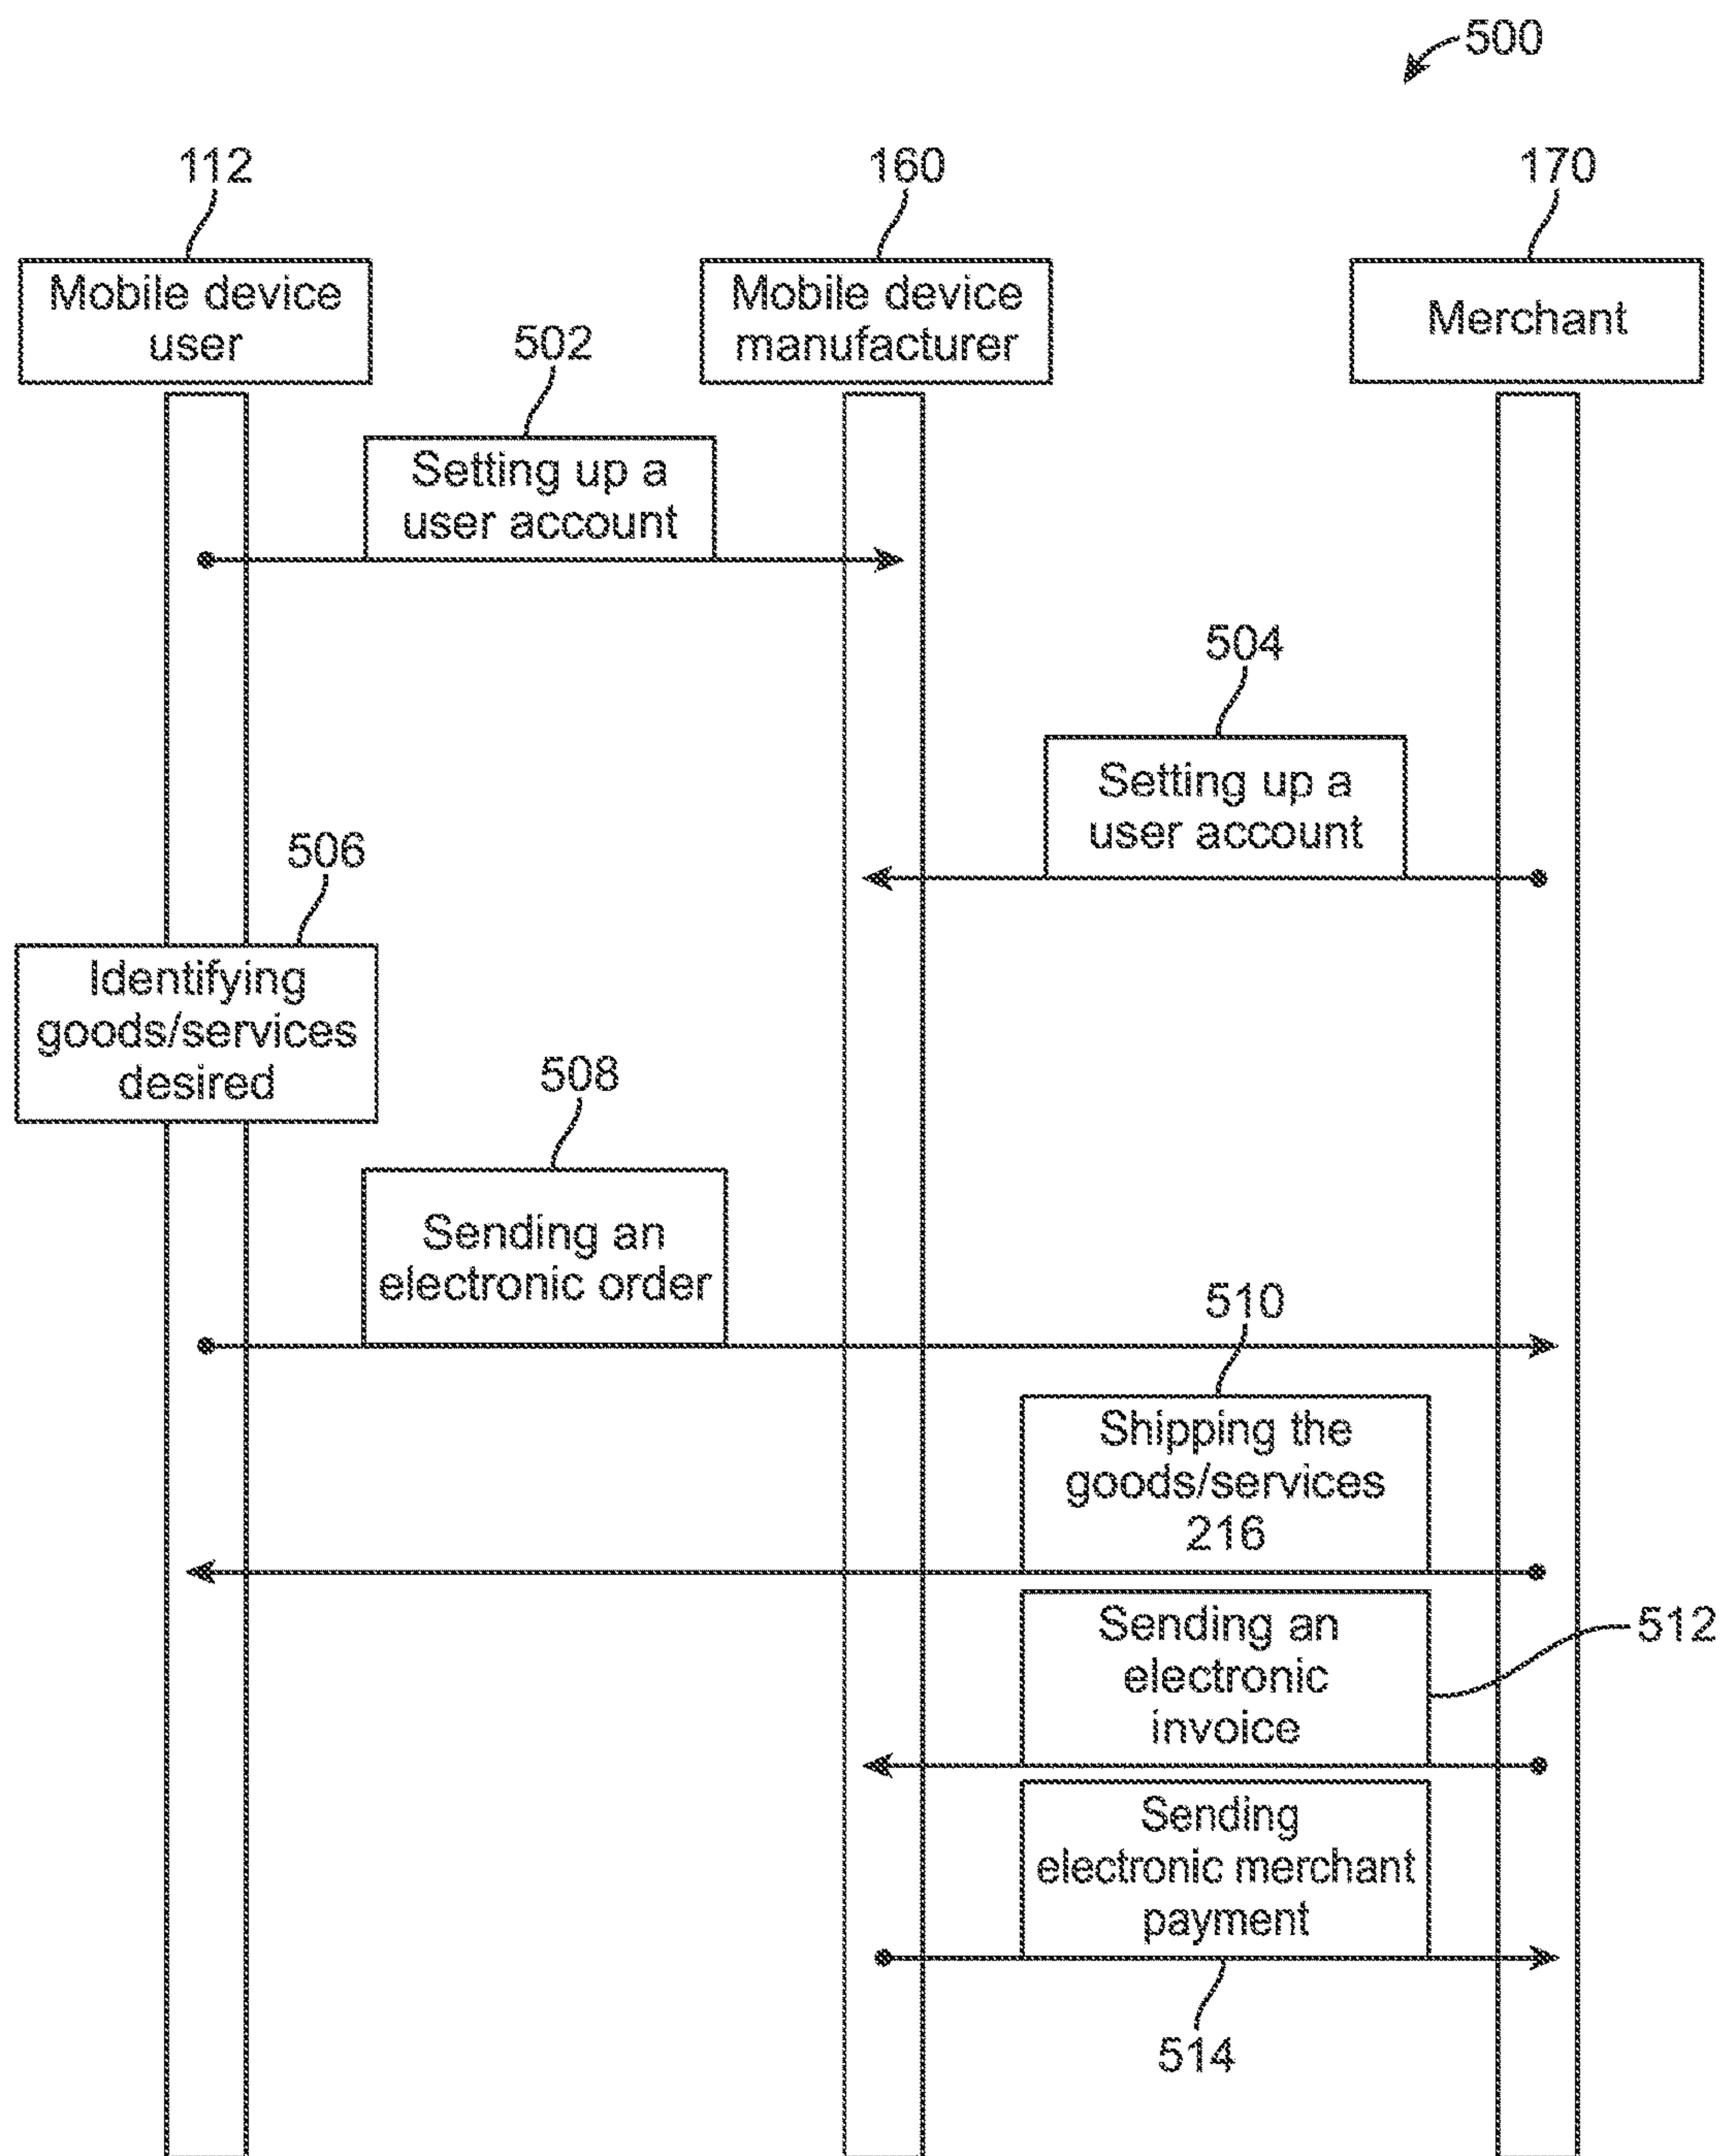 500
112
160
170
Mobile device
user
Mobile device
manufacturer
Merchant
502
Setting up a
user account
504
Setting up a
user account
506
Identifying
goods/services
desired
508
Sending an
electronic order
510
Shipping the
goods/services
216
512
Sending an
electronic
invoice
Sending
electronic merchant
payment
514